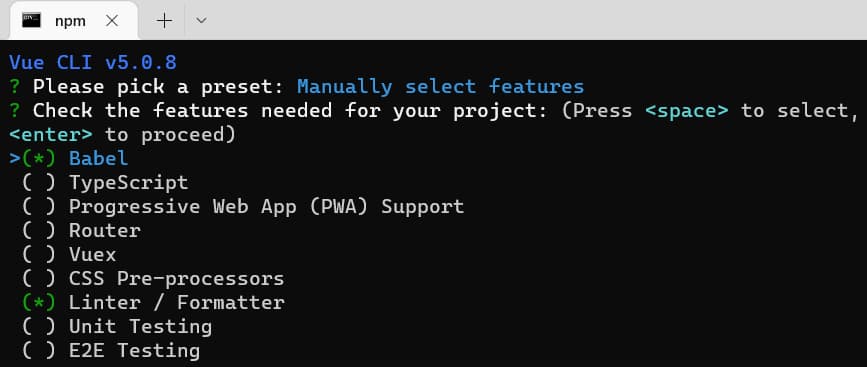 npm
Vue CLI v5.0.8
? Please pick a preset: Manually select features
? Check the features needed for your project: (Press <space> to select,
<enter> to proceed)
>(*) Babel
( ) TypeScript
( ) Progressive Web App (PWA) Support
( ) Router
( ) Vuex
( ) CSS Pre-processors
(*) Linter / Formatter
( ) Unit Testing
( ) E2E Testing